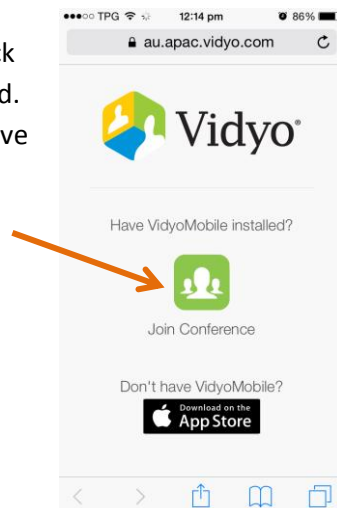 ck
d.
ve
●●●○○ TPG 12:14 pm 86%
au.apac.vidyo.com
Vidyo®
Have VidyoMobile installed?
Join Conference
Don't have VidyoMobile?
Download on the
App Store